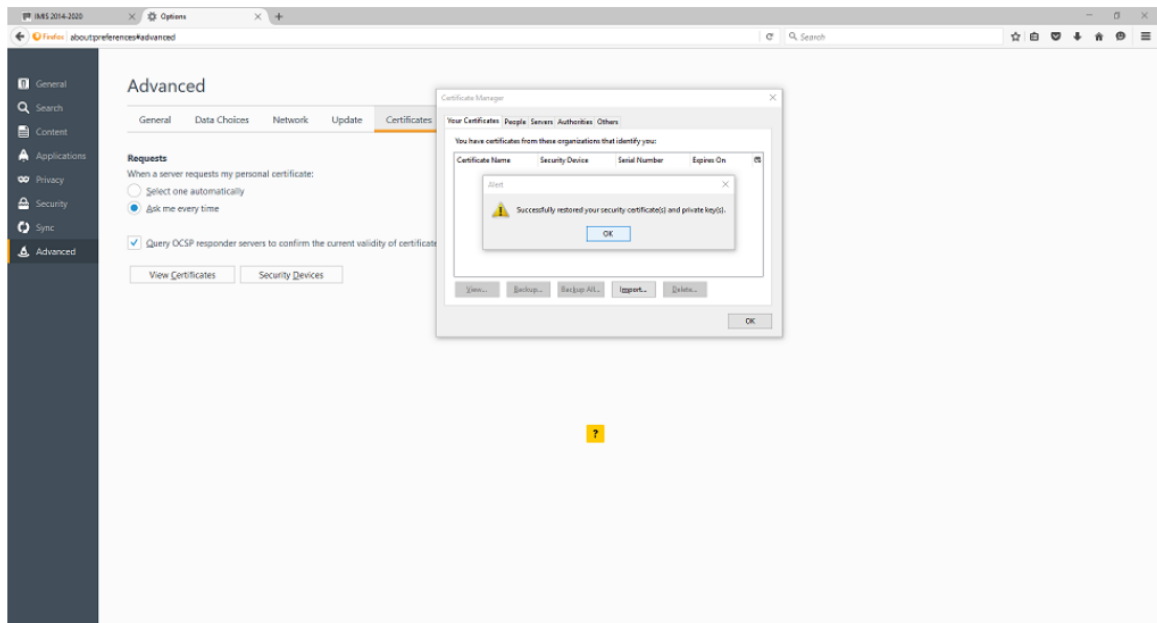 IMIS 2014-2020
Options
Firefox about:preferences#advanced
Search
General
Search
Content
Applications
Privacy
Security
Sync
Advanced
Advanced
General Data Choices Network Update Certificates
Requests
When a server requests my personal certificate:
Select one automatically
Ask me every time
Query OCSP responder servers to confirm the current validity of certificate
View Certificates Security Devices
Certificate Manager
Your Certificates People Servers Authorities Others
You have certificates from these organizations that identify you:
Certificate Name Security Device Serial Number Expires On
Alert
Successfully restored your security certificate(s) and private key(s).
OK
View... Backup... Backup All... Import... Delete...
OK
?